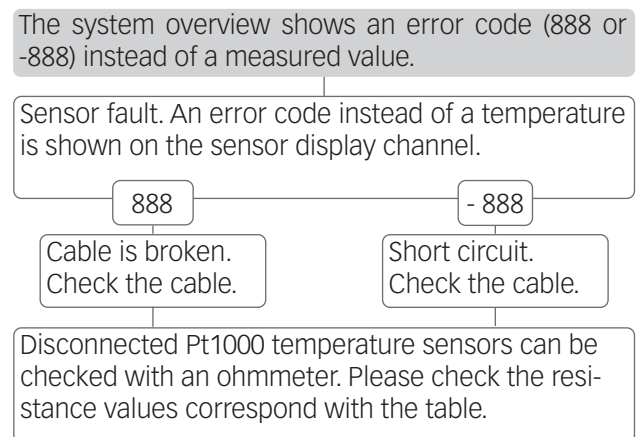 The system overview shows an error code (888 or
-888) instead of a measured value.
Sensor fault. An error code instead of a temperature
is shown on the sensor display channel.
888
- 888
Cable is broken.
Check the cable.
Short circuit.
Check the cable.
Disconnected Pt1000 temperature sensors can be
checked with an ohmmeter. Please check the resi-
stance values correspond with the table.